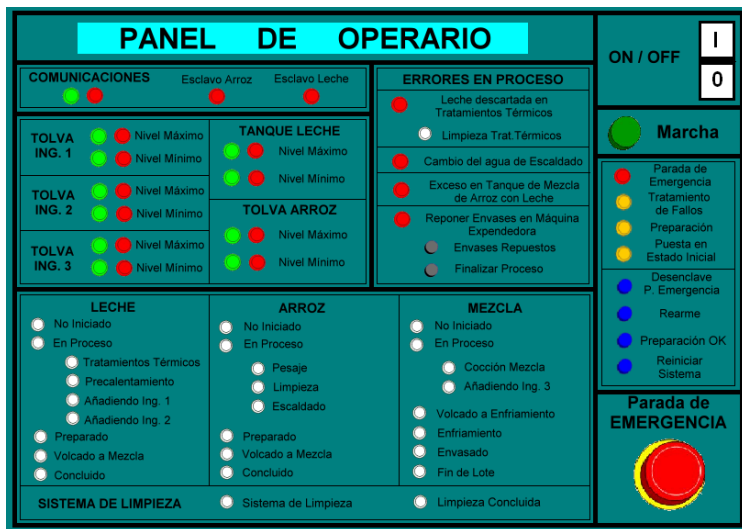 PANEL DE OPERARIO
ON / OFF
I
0
COMUNICACIONES
Esclavo Arroz
Esclavo Leche
TOLVA
ING. 1
Nivel Máximo
Nivel Mínimo
TOLVA
ING. 2
Nivel Máximo
Nivel Mínimo
TOLVA
ING. 3
Nivel Máximo
Nivel Mínimo
TANQUE LECHE
Nivel Máximo
Nivel Mínimo
TOLVA ARROZ
Nivel Máximo
Nivel Mínimo
ERRORES EN PROCESO
Leche descartada en
Tratamientos Térmicos
Limpieza Trat.Térmicos
Cambio del agua de Escaldado
Exceso en Tanque de Mezcla
de Arroz con Leche
Reponer Envases en Máquina
Expendedora
Envases Repuestos
Finalizar Proceso
Marcha
Parada de
Emergencia
Tratamiento
de Fallos
Preparación
Puesta en
Estado Inicial
Desenclave
P. Emergencia
Rearme
Preparación OK
Reiniciar
Sistema
LECHE
No Iniciado
En Proceso
Tratamientos Térmicos
Precalentamiento
Añadiendo Ing. 1
Añadiendo Ing. 2
Preparado
Volcado a Mezcla
Concluido
ARROZ
No Iniciado
En Proceso
Pesaje
Limpieza
Escaldado
Preparado
Volcado a Mezcla
Concluido
MEZCLA
No Iniciado
En Proceso
Cocción Mezcla
Añadiendo Ing. 3
Volcado a Enfriamiento
Enfriamiento
Envasado
Fin de Lote
SISTEMA DE LIMPIEZA
Sistema de Limpieza
Limpieza Concluida
Parada de
EMERGENCIA